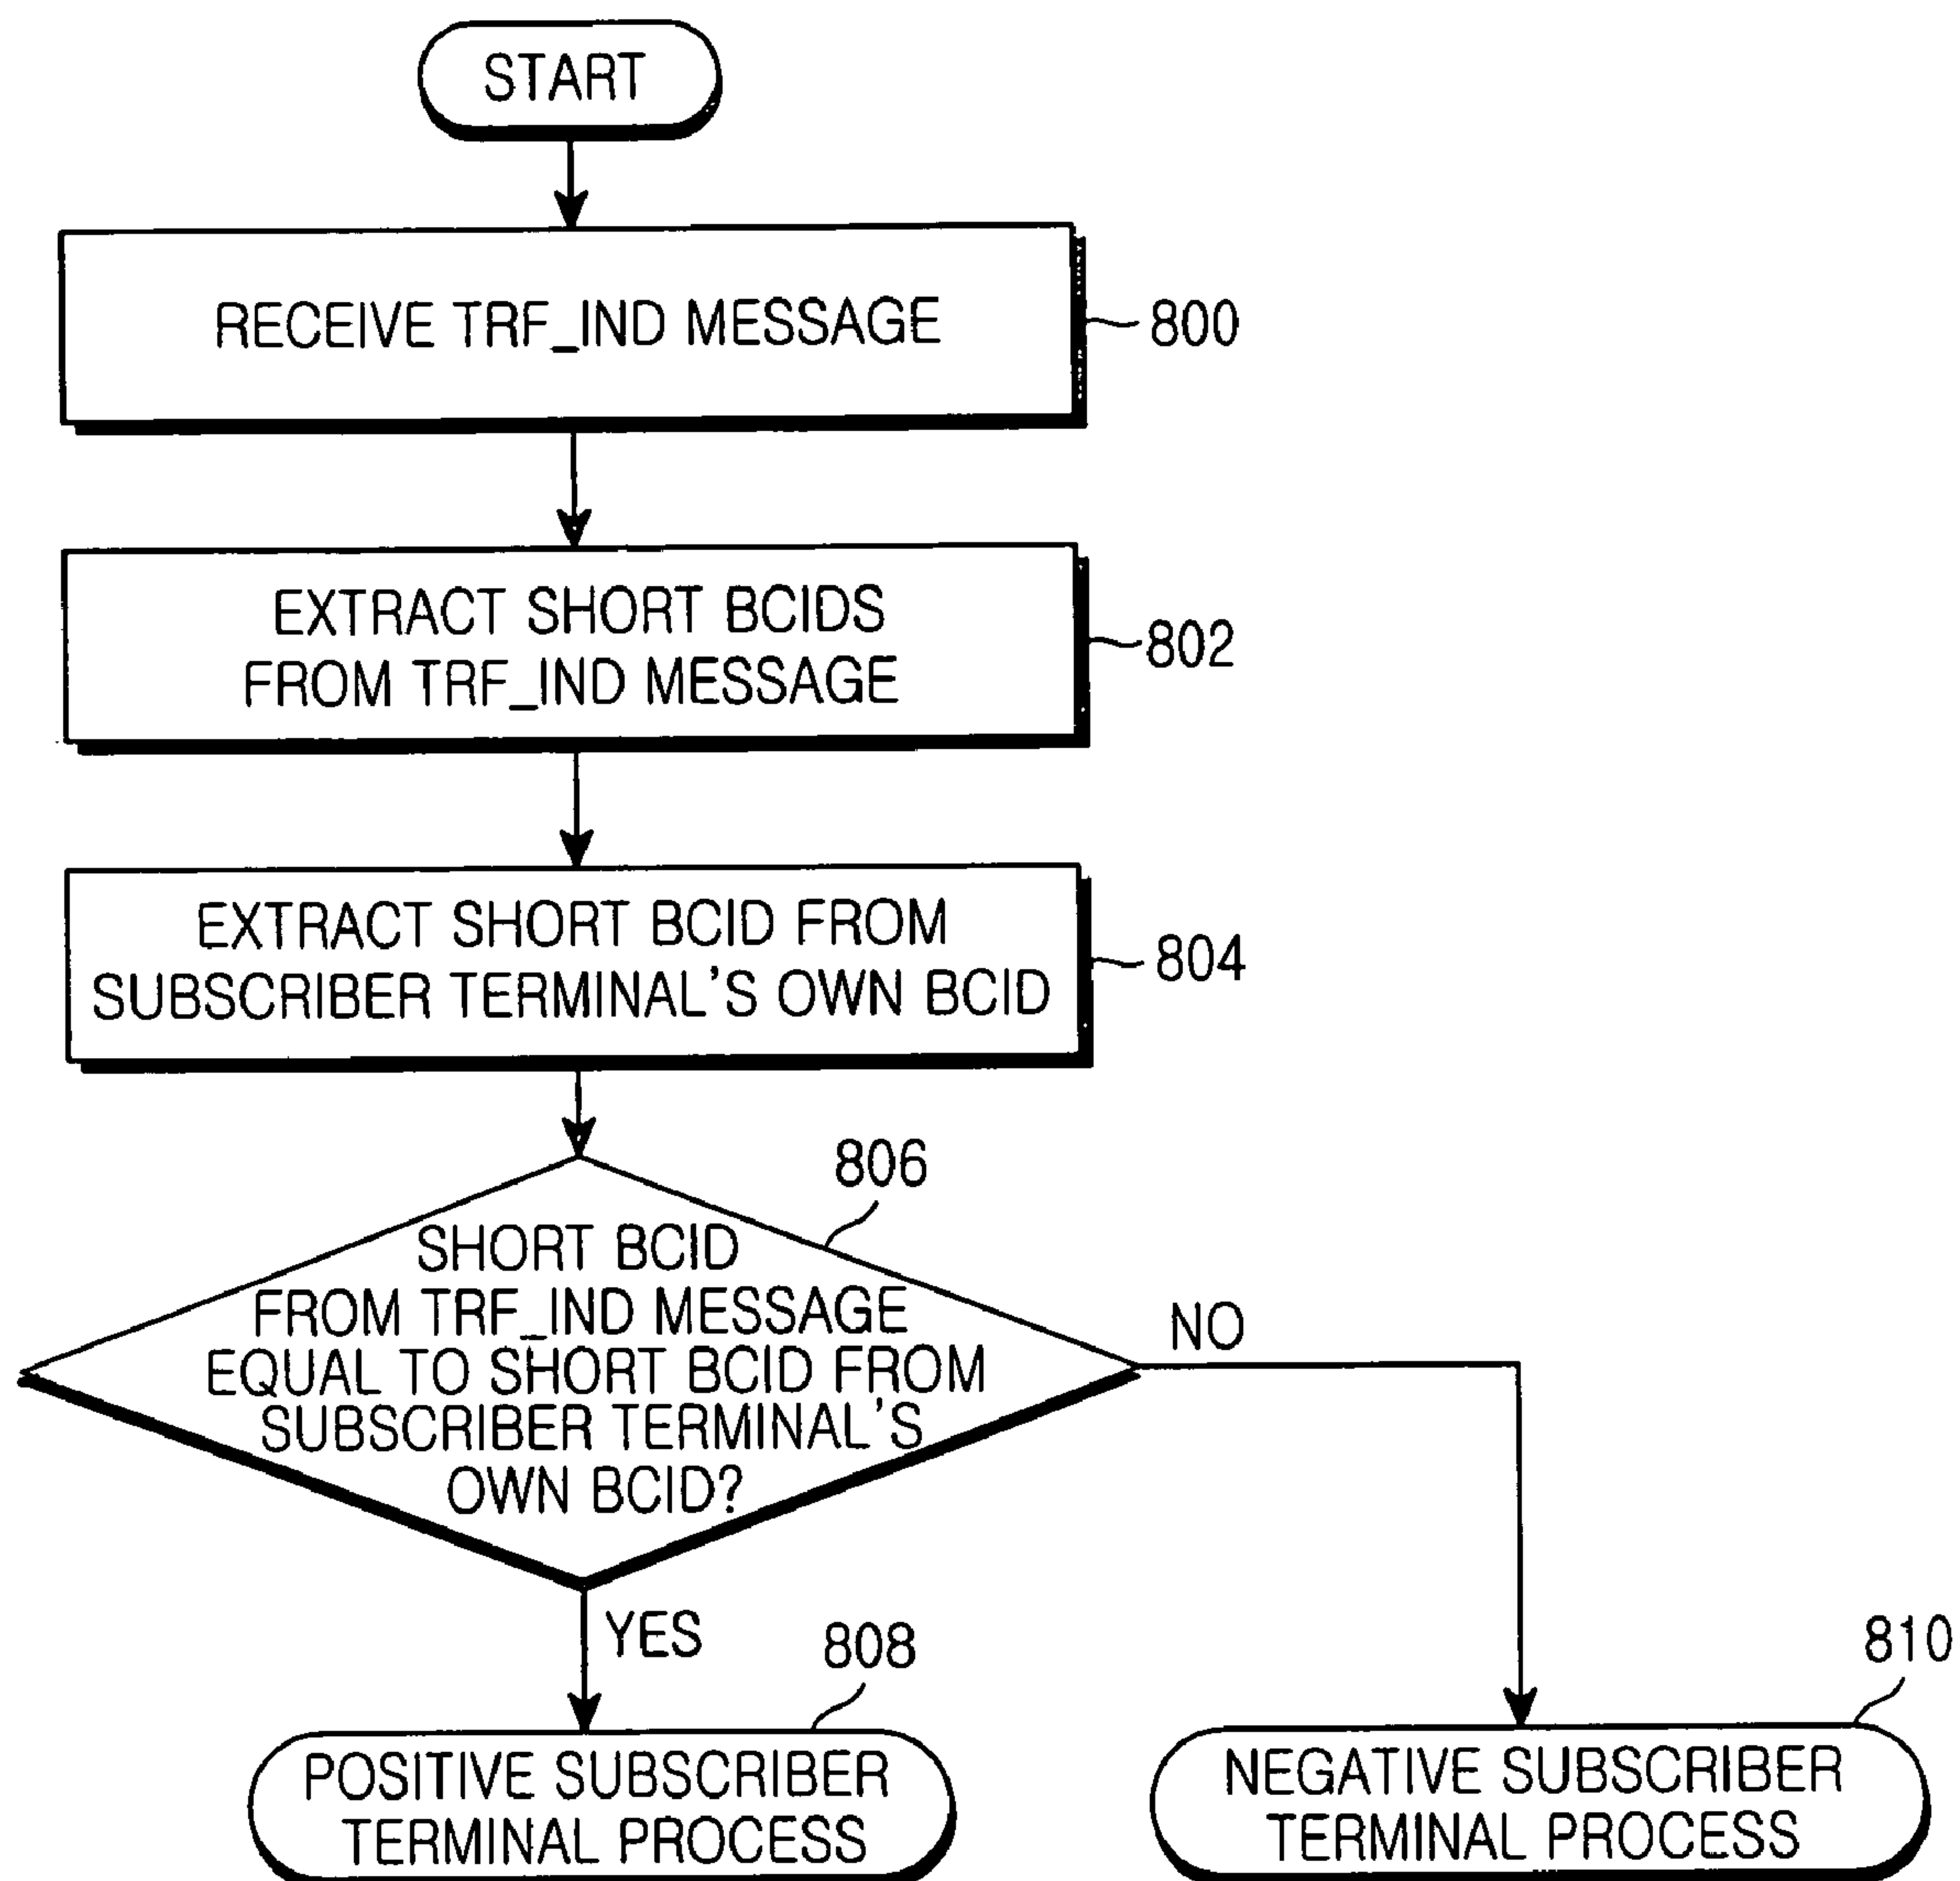 START
RECEIVE TRF_IND MESSAGE
800
EXTRACT SHORT BCIDS
FROM TRF_IND MESSAGE
802
EXTRACT SHORT BCID FROM
SUBSCRIBER TERMINAL'S OWN BCID
804
806
SHORT BCID
FROM TRF_IND MESSAGE
EQUAL TO SHORT BCID FROM
SUBSCRIBER TERMINAL'S
OWN BCID?
NO
YES
808
810
POSITIVE SUBSCRIBER
TERMINAL PROCESS
NEGATIVE SUBSCRIBER
TERMINAL PROCESS